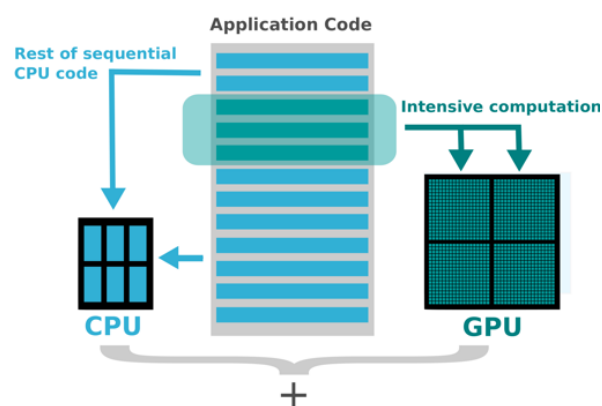 Application Code
Rest of sequential
CPU code
Intensive computation
CPU
GPU
+